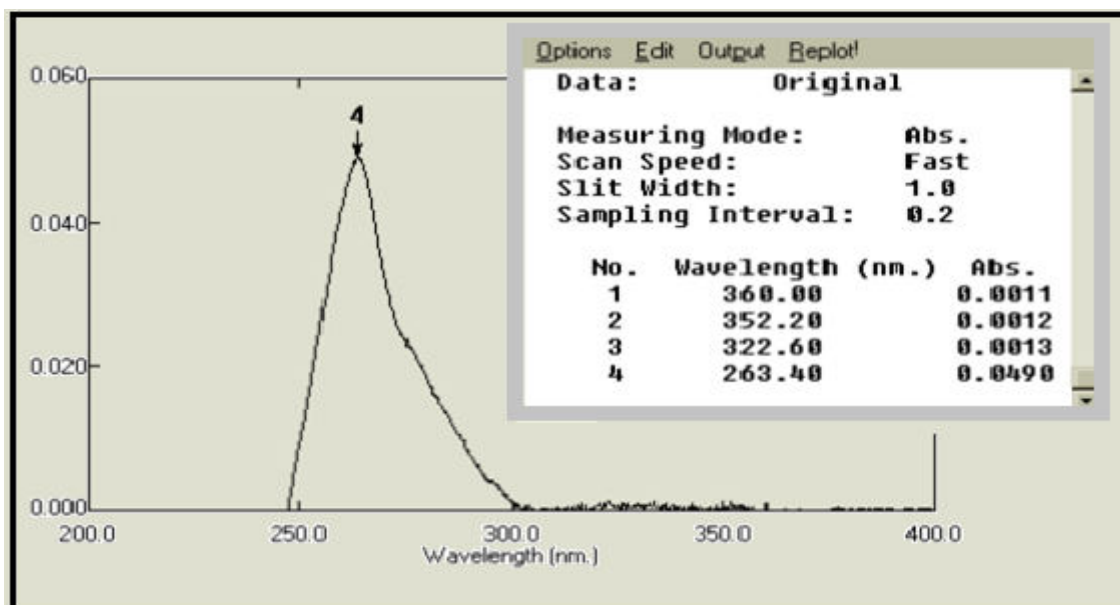 Options Edit Output Replot!
Data: Original
Measuring Mode: Abs.
Scan Speed: Fast
Slit Width: 1.0
Sampling Interval: 0.2
No. Wavelength (nm.) Abs.
1 360.00 0.0011
2 352.20 0.0012
3 322.60 0.0013
4 263.40 0.0490
0.060
4
0.040
0.020
0.000
200.0 250.0 300.0 350.0 400.0
Wavelength (nm.)